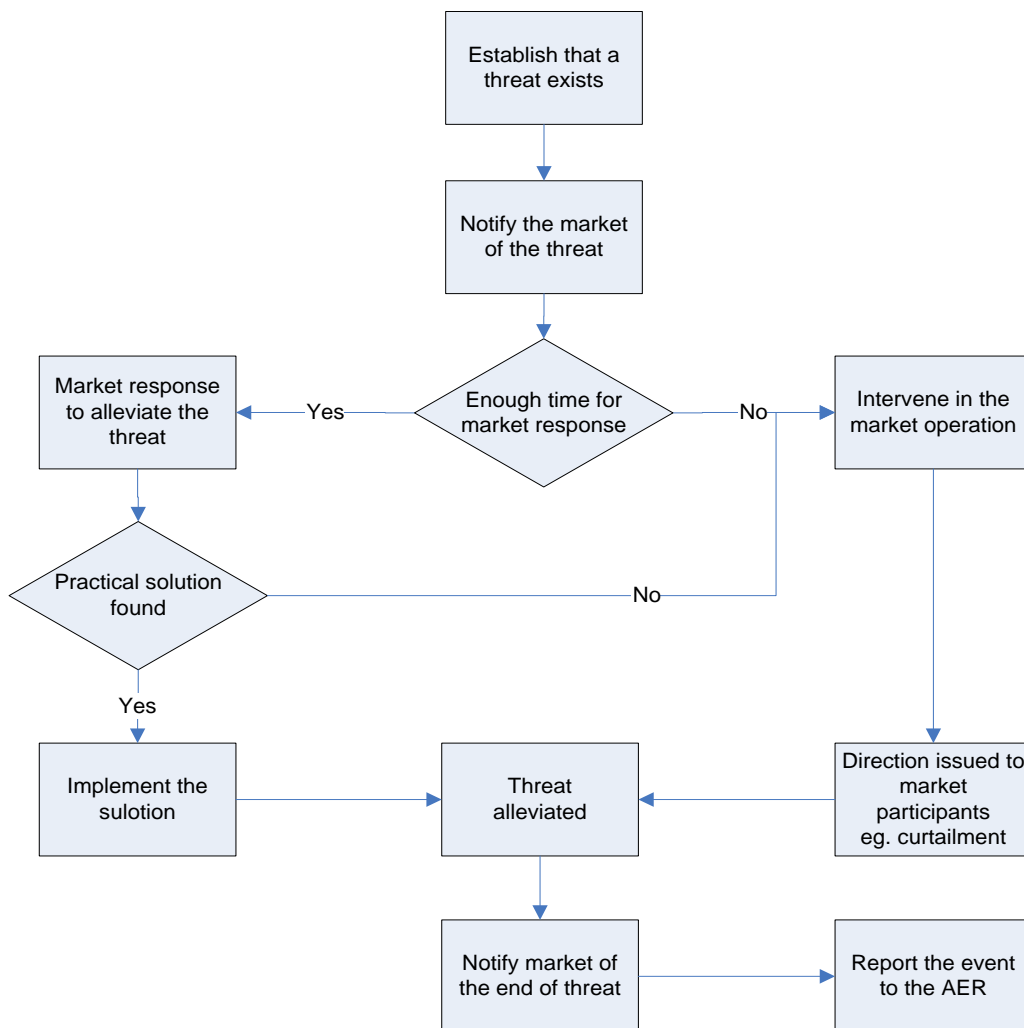 Establish that a
threat exists
Notify the market
of the threat
Enough time for
market response
Yes
No
Market response
to alleviate the
threat
Intervene in the
market operation
Practical solution
found
No
Yes
Implement the
sulotion
Threat
alleviated
Direction issued to
market
participants
eg. curtailment
Notify market of
the end of threat
Report the event
to the AER